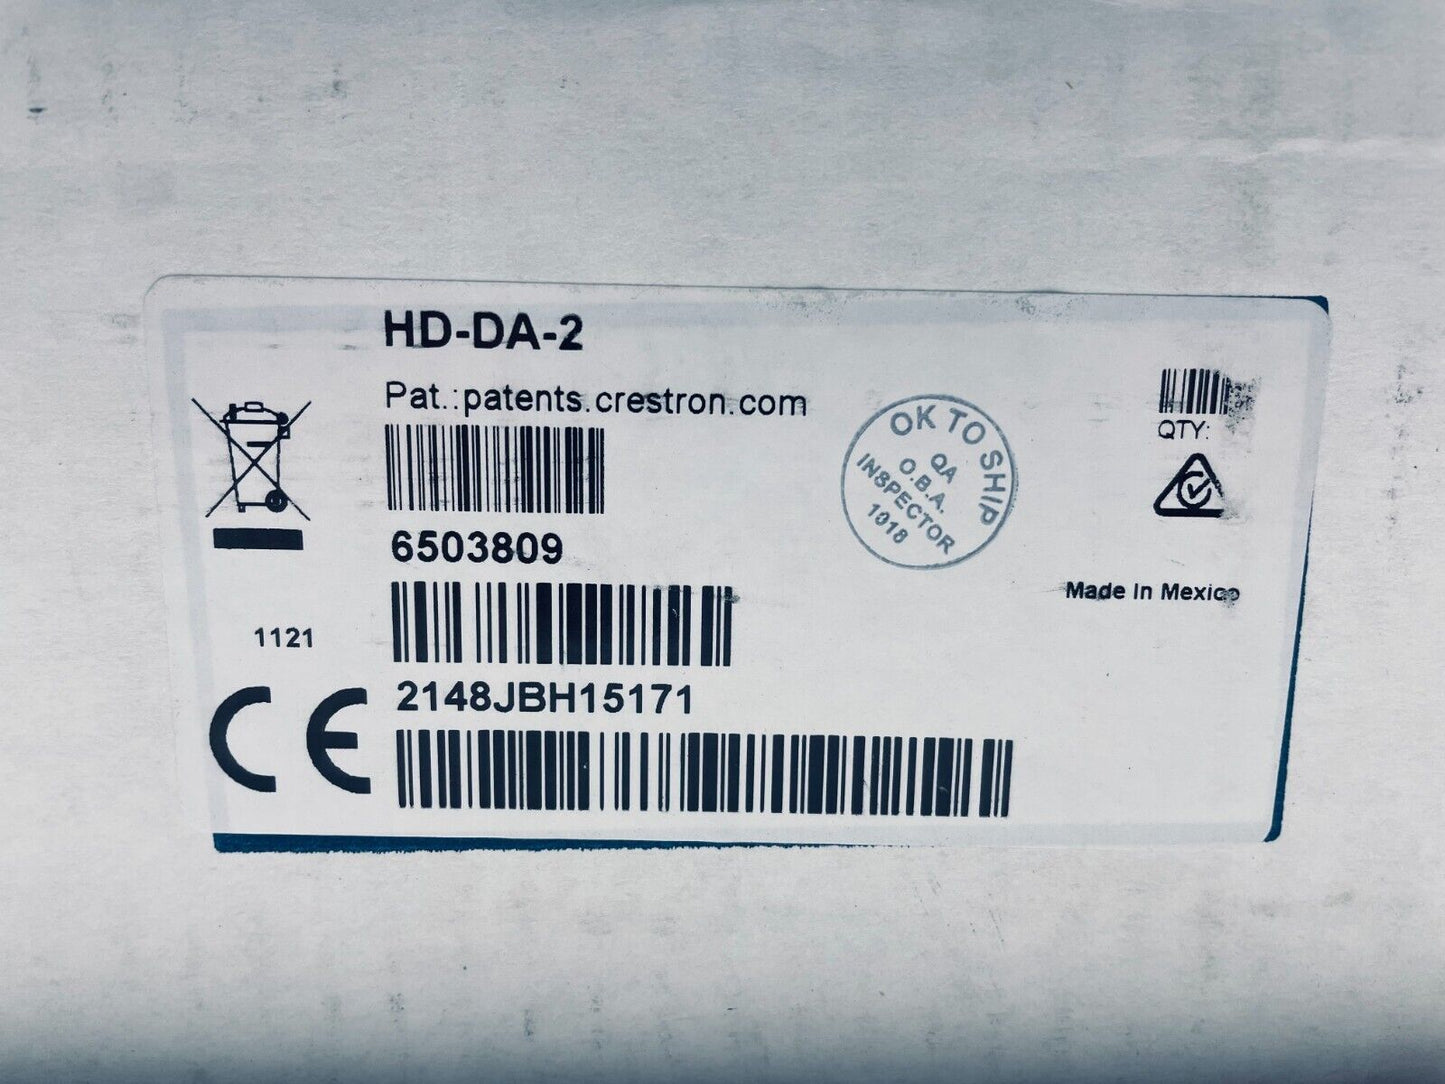 HD-DA-2
Pat.:patents.crestron.com
6503809
2148JBH15171
1121
CE
OK TO SHIP
QA
O.B.A.
INSPECTOR
1018
QTY:
Made In Mexico